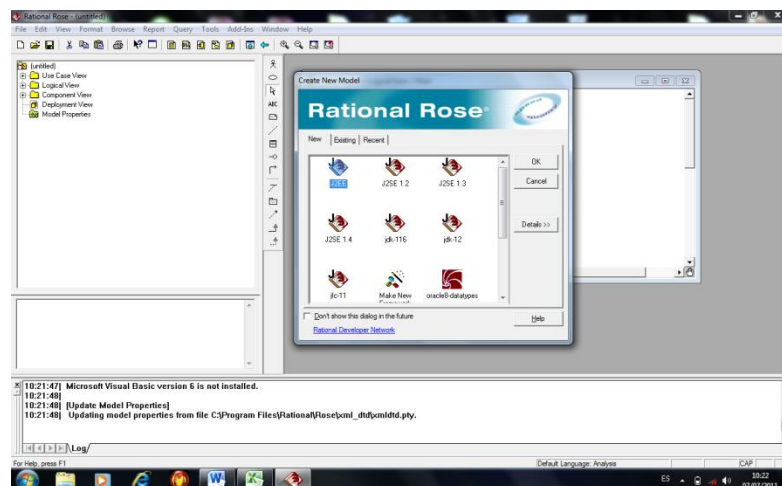 Rational Rose - (untitled)
File Edit View Format Browse Report Query Tools Add-Ins Window Help
(untitled)
Use Case View
Logical View
Component View
Deployment View
Model Properties
ABC
Create New Model
Rational Rose
New Existing Recent
J2EE J2SE 1.2 J2SE 1.3
J2SE 1.4 jdk-116 jdk-12
jfc-11 Make New oracle8-datatypes
OK
Cancel
Details >>
Don't show this dialog in the future
Help
Rational Developer Network
10:21:47| Microsoft Visual Basic version 6 is not installed.
10:21:48|
10:21:48| [Update Model Properties]
10:21:48| Updating model properties from file C:\Program Files\Rational\Rose\xml_dtd\xmldtd.pty.
Log
For Help, press F1 Default Language: Analysis CAP
ES 10:22
07/07/2011